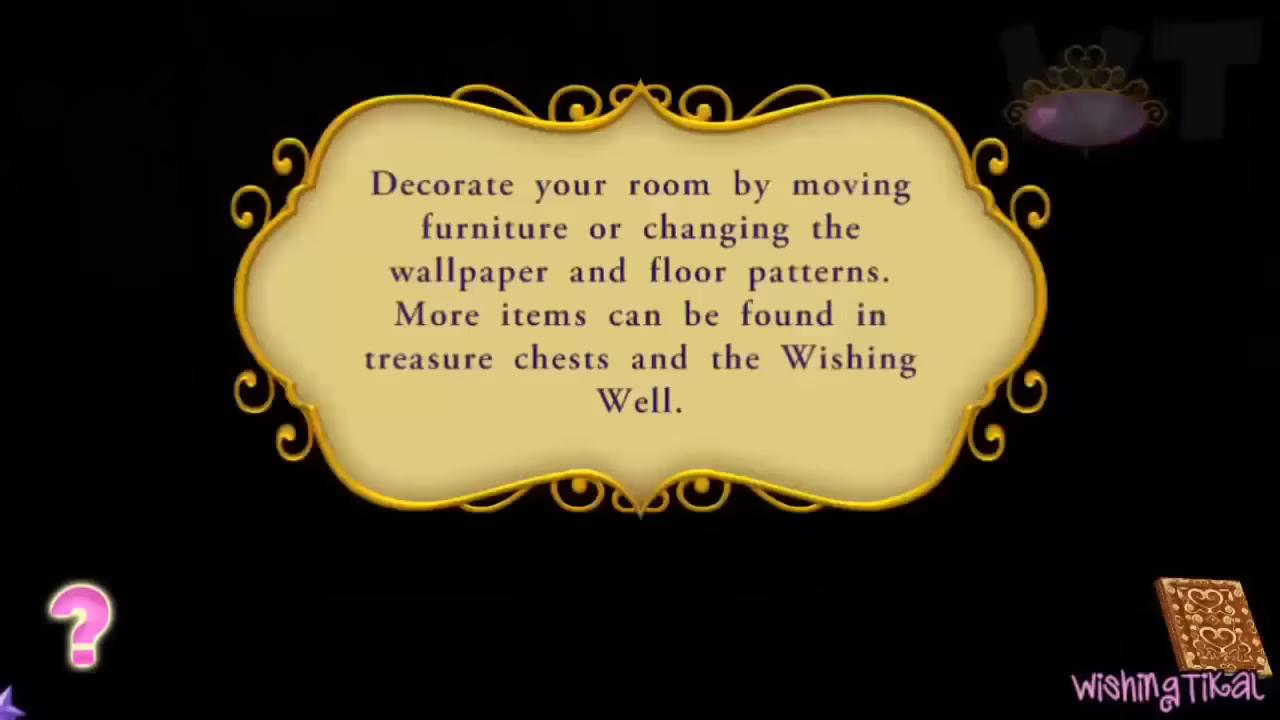 WT
Decorate your room by moving
furniture or changing the
wallpaper and floor patterns.
More items can be found in
treasure chests and the Wishing
Well.
?
WishingTikal